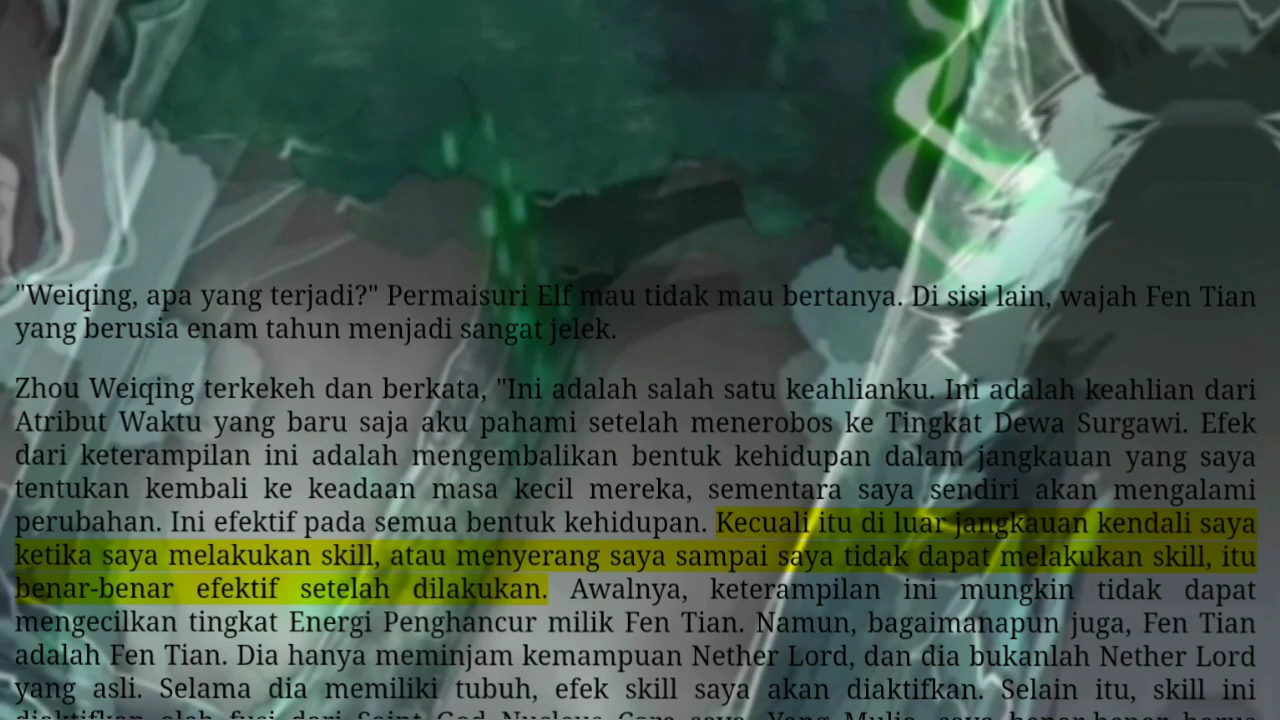 "Weiqing, apa yang terjadi?" Permaisuri Elf mau tidak mau bertanya. Di sisi lain, wajah Fen Tian
yang berusia enam tahun menjadi sangat jelek.
Zhou Weiqing terkekeh dan berkata, "Ini adalah salah satu keahlianku. Ini adalah keahlian dari
Atribut Waktu yang baru saja aku pahami setelah menerobos ke Tingkat Dewa Surgawi. Efek
dari keterampilan ini adalah mengembalikan bentuk kehidupan dalam jangkauan yang saya
tentukan kembali ke keadaan masa kecil mereka, sementara saya sendiri akan mengalami
perubahan. Ini efektif pada semua bentuk kehidupan. Kecuali itu di luar jangkauan kendali saya
ketika saya melakukan skill, atau menyerang saya sampai saya tidak dapat melakukan skill, itu
benar-benar efektif setelah dilakukan. Awalnya, keterampilan ini mungkin tidak dapat
mengecilkan tingkat Energi Penghancur milik Fen Tian. Namun, bagaimanapun juga, Fen Tian
adalah Fen Tian. Dia hanya meminjam kemampuan Nether Lord, dan dia bukanlah Nether Lord
yang asli. Selama dia memiliki tubuh, efek skill saya akan diaktifkan. Selain itu, skill ini